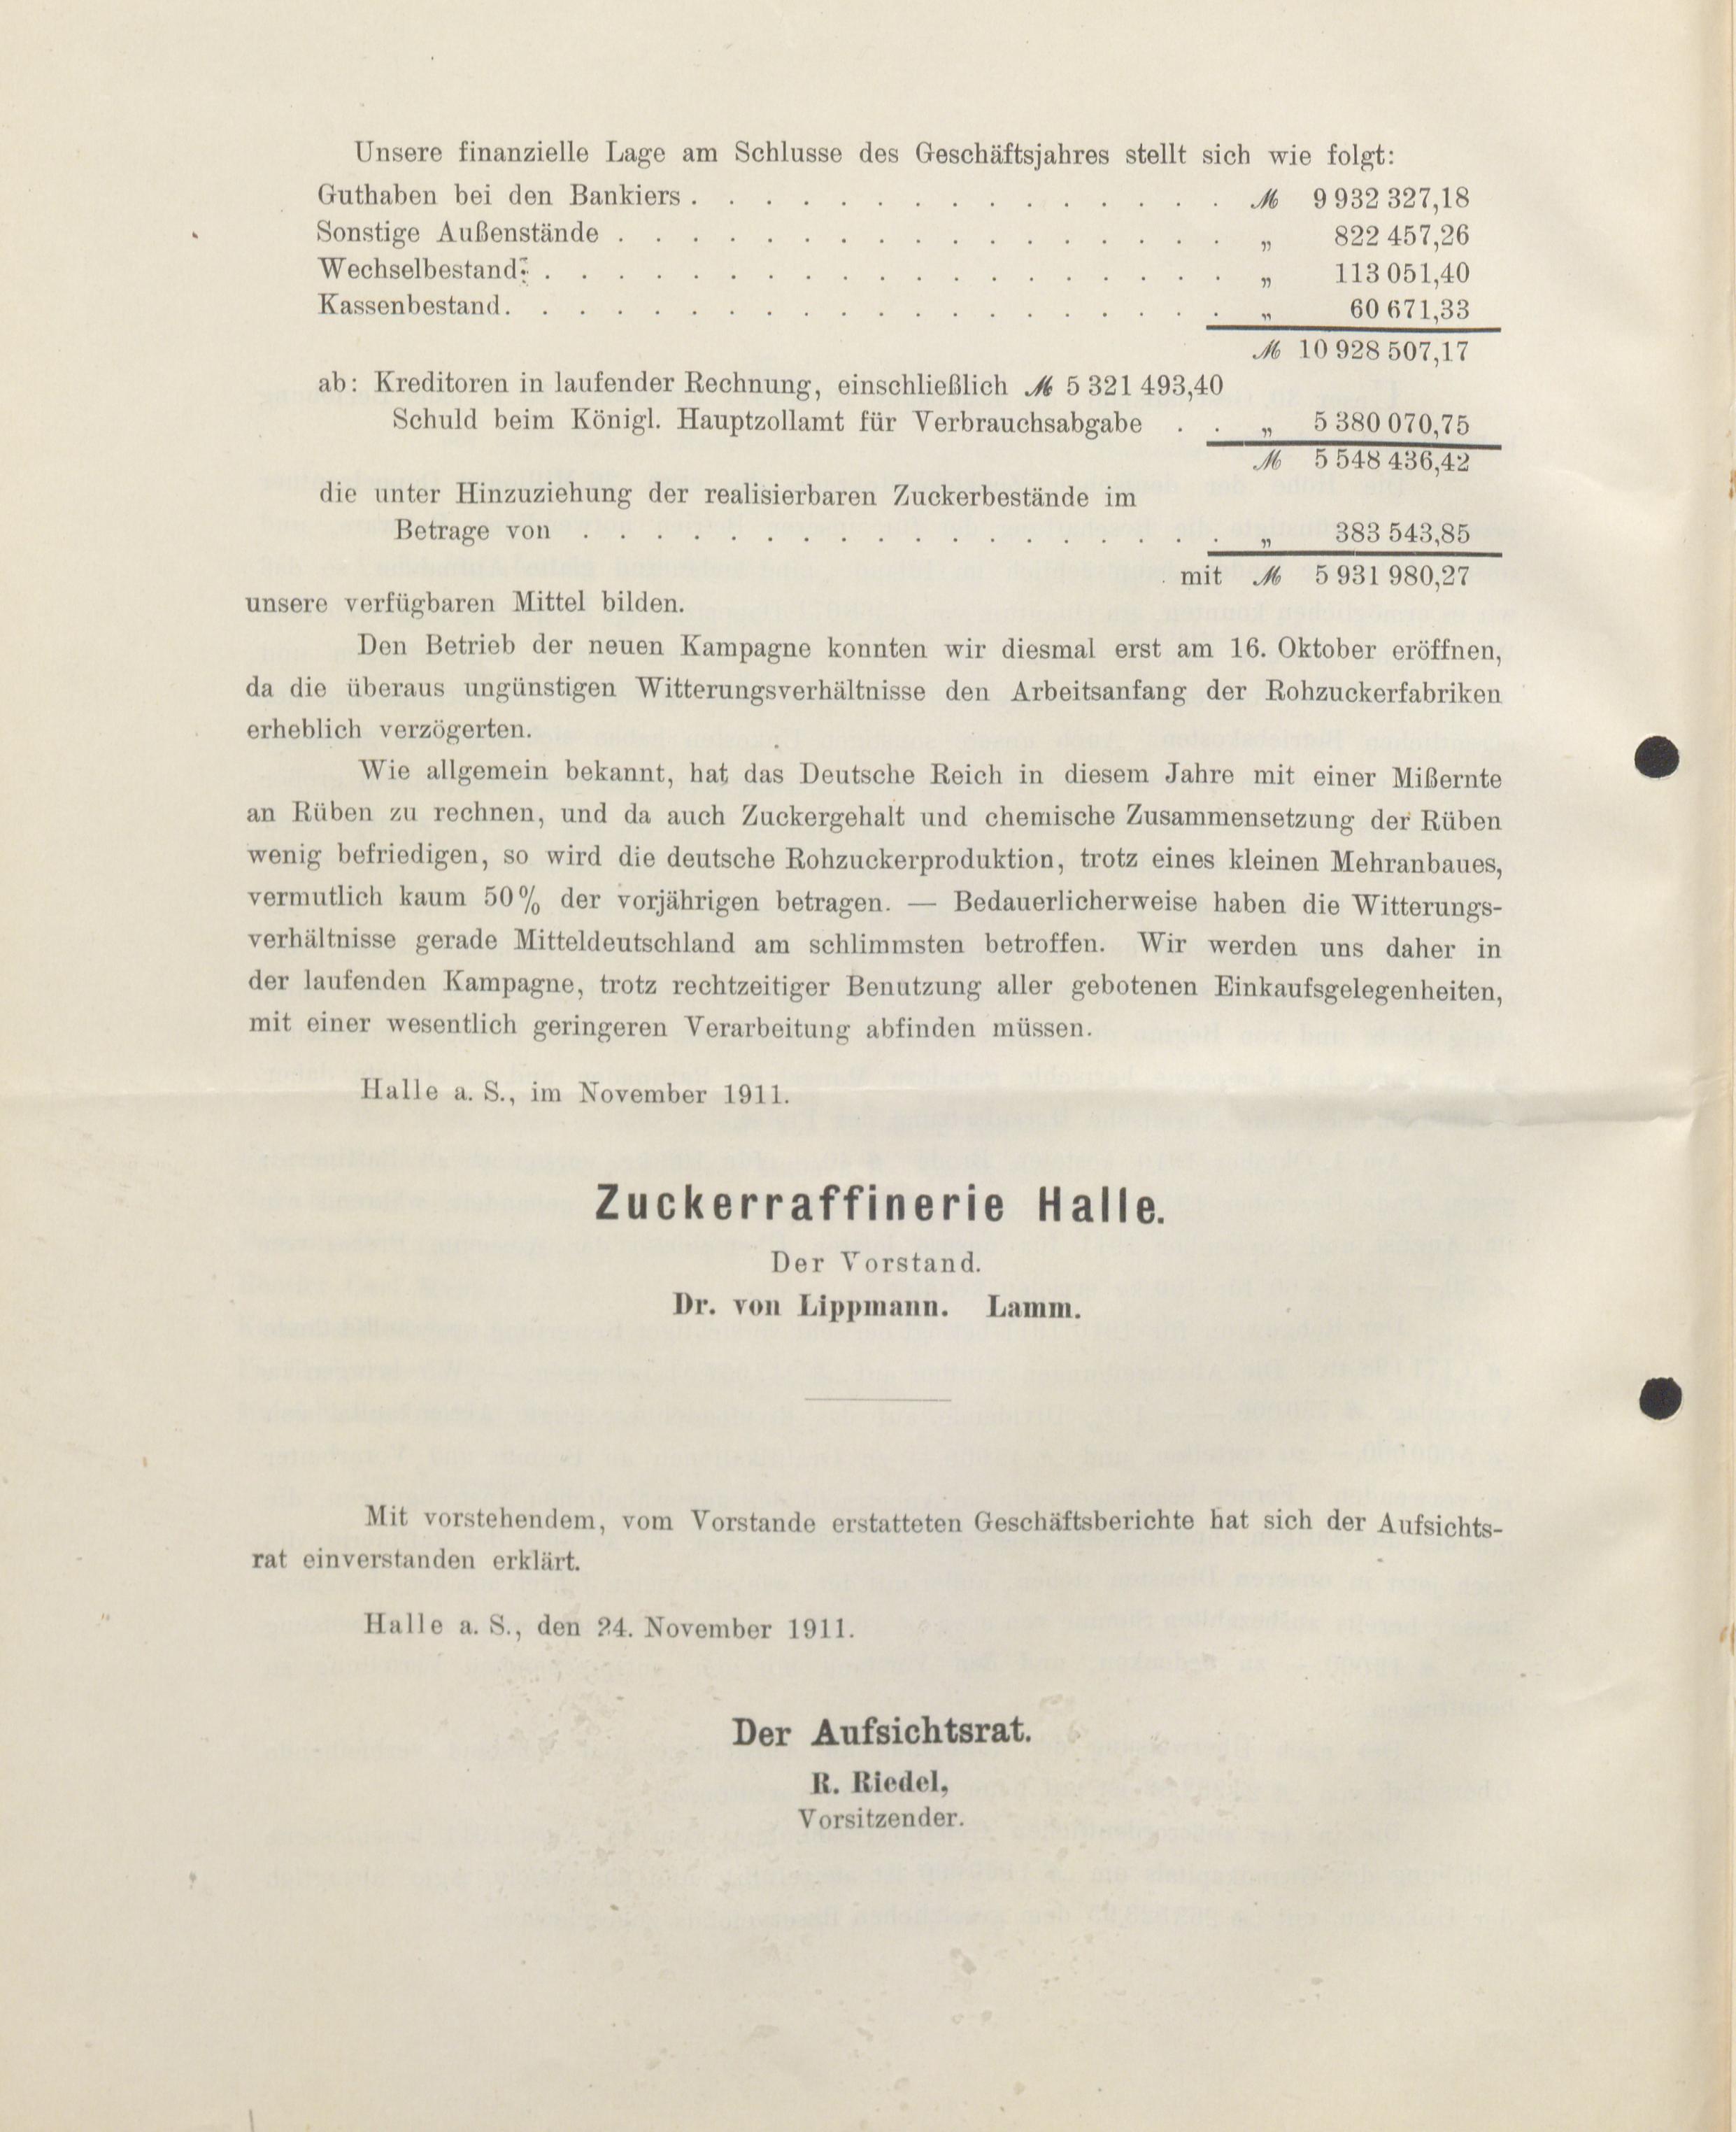 Unsere finanzielle Lage am Schlusse des Geschäftsjahres stellt sich wie folgt:
Guthaben bei den Bankiers . . . . . . . . . . . . . . . ℳ 9 932 327,18
Sonstige Außenstände . . . . . . . . . . . . . . . . . „ 822 457,26
Wechselbestand . . . . . . . . . . . . . . . . . . . „ 113 051,40
Kassenbestand . . . . . . . . . . . . . . . . . . . . „ 60 671,33
ℳ 10 928 507,17
ab: Kreditoren in laufender Rechnung, einschließlich ℳ 5 321 493,40
Schuld beim Königl. Hauptzollamt für Verbrauchsabgabe . . „ 5 380 070,75
ℳ 5 548 436,42
die unter Hinzuziehung der realisierbaren Zuckerbestände im
Betrage von . . . . . . . . . . . . . . . . . . „ 383 543,85
mit ℳ 5 931 980,27
unsere verfügbaren Mittel bilden.
Den Betrieb der neuen Kampagne konnten wir diesmal erst am 16. Oktober eröffnen,
da die überaus ungünstigen Witterungsverhältnisse den Arbeitsanfang der Rohzuckerfabriken
erheblich verzögerten.
Wie allgemein bekannt, hat das Deutsche Reich in diesem Jahre mit einer Mißernte
an Rüben zu rechnen, und da auch Zuckergehalt und chemische Zusammensetzung der Rüben
wenig befriedigen, so wird die deutsche Rohzuckerproduktion, trotz eines kleinen Mehranbaues,
vermutlich kaum 50% der vorjährigen betragen. — Bedauerlicherweise haben die Witterungs-
verhältnisse gerade Mitteldeutschland am schlimmsten betroffen. Wir werden uns daher in
der laufenden Kampagne, trotz rechtzeitiger Benutzung aller gebotenen Einkaufsgelegenheiten,
mit einer wesentlich geringeren Verarbeitung abfinden müssen.
Halle a. S., im November 1911.
Zuckerraffinerie Halle.
Der Vorstand.
Dr. von Lippmann. Lamm.
Mit vorstehendem, vom Vorstande erstatteten Geschäftsberichte hat sich der Aufsichts-
rat einverstanden erklärt.
Halle a. S., den 24. November 1911.
Der Aufsichtsrat.
R. Riedel,
Vorsitzender.